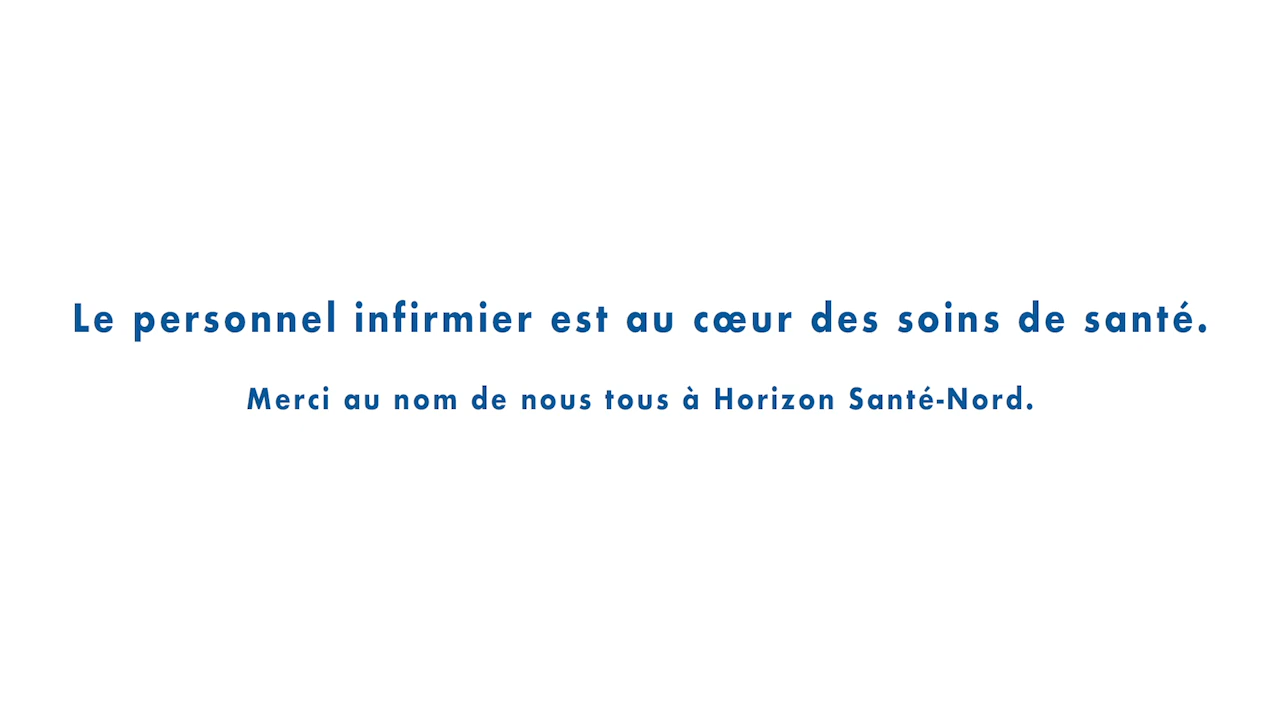 Le personnel infirmier est au cœur des soins de santé.
Merci au nom de nous tous à Horizon Santé-Nord.